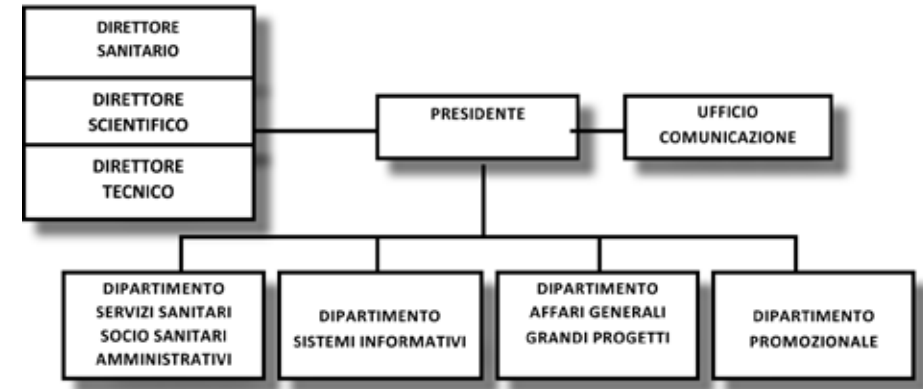 DIRETTORE
SANITARIO
DIRETTORE
SCIENTIFICO
DIRETTORE
TECNICO
PRESIDENTE
UFFICIO
COMUNICAZIONE
DIPARTIMENTO
SERVIZI SANITARI
SOCIO SANITARI
AMMINISTRATIVI
DIPARTIMENTO
SISTEMI INFORMATIVI
DIPARTIMENTO
AFFARI GENERALI
GRANDI PROGETTI
DIPARTIMENTO
PROMOZIONALE